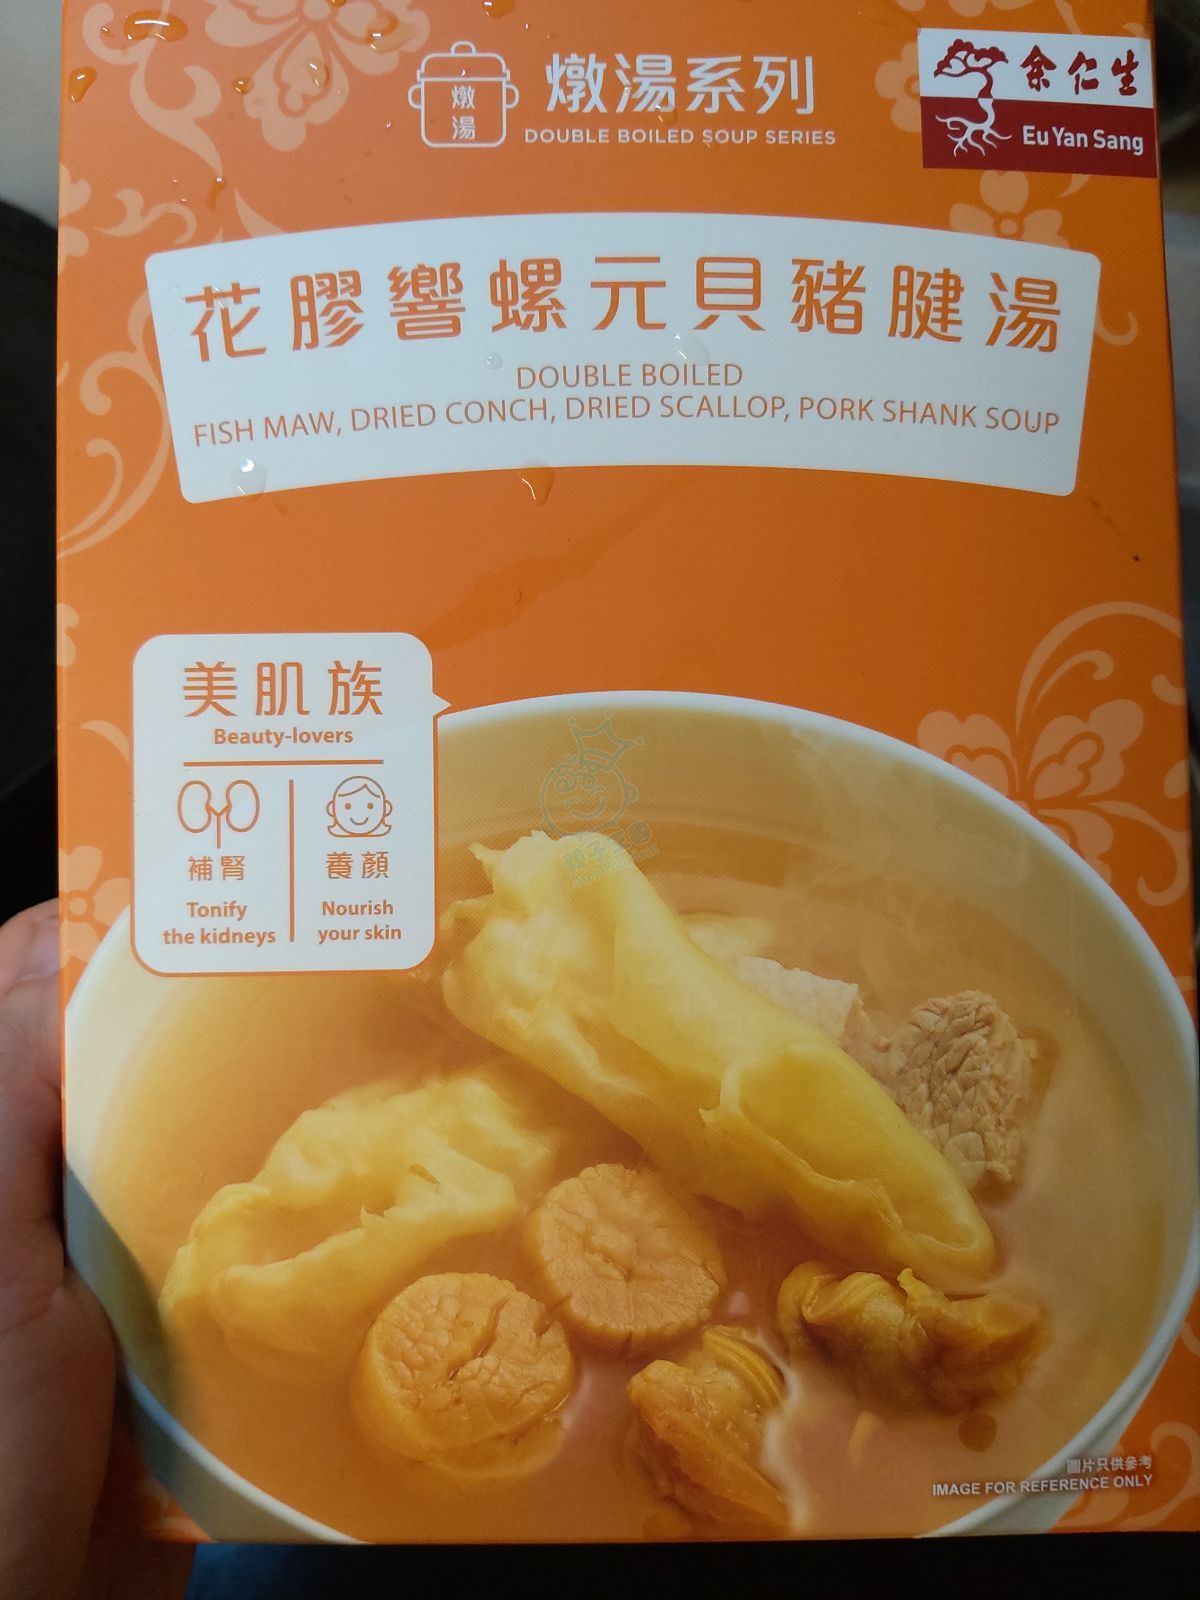 燉湯
燉湯系列
DOUBLE BOILED SOUP SERIES
余仁生
Eu Yan Sang
花膠響螺元貝豬腱湯
DOUBLE BOILED
FISH MAW, DRIED CONCH, DRIED SCALLOP, PORK SHANK SOUP
美肌族
Beauty-lovers
補腎
Tonify
the kidneys
養顏
Nourish
your skin
圖片只供參考
IMAGE FOR REFERENCE ONLY